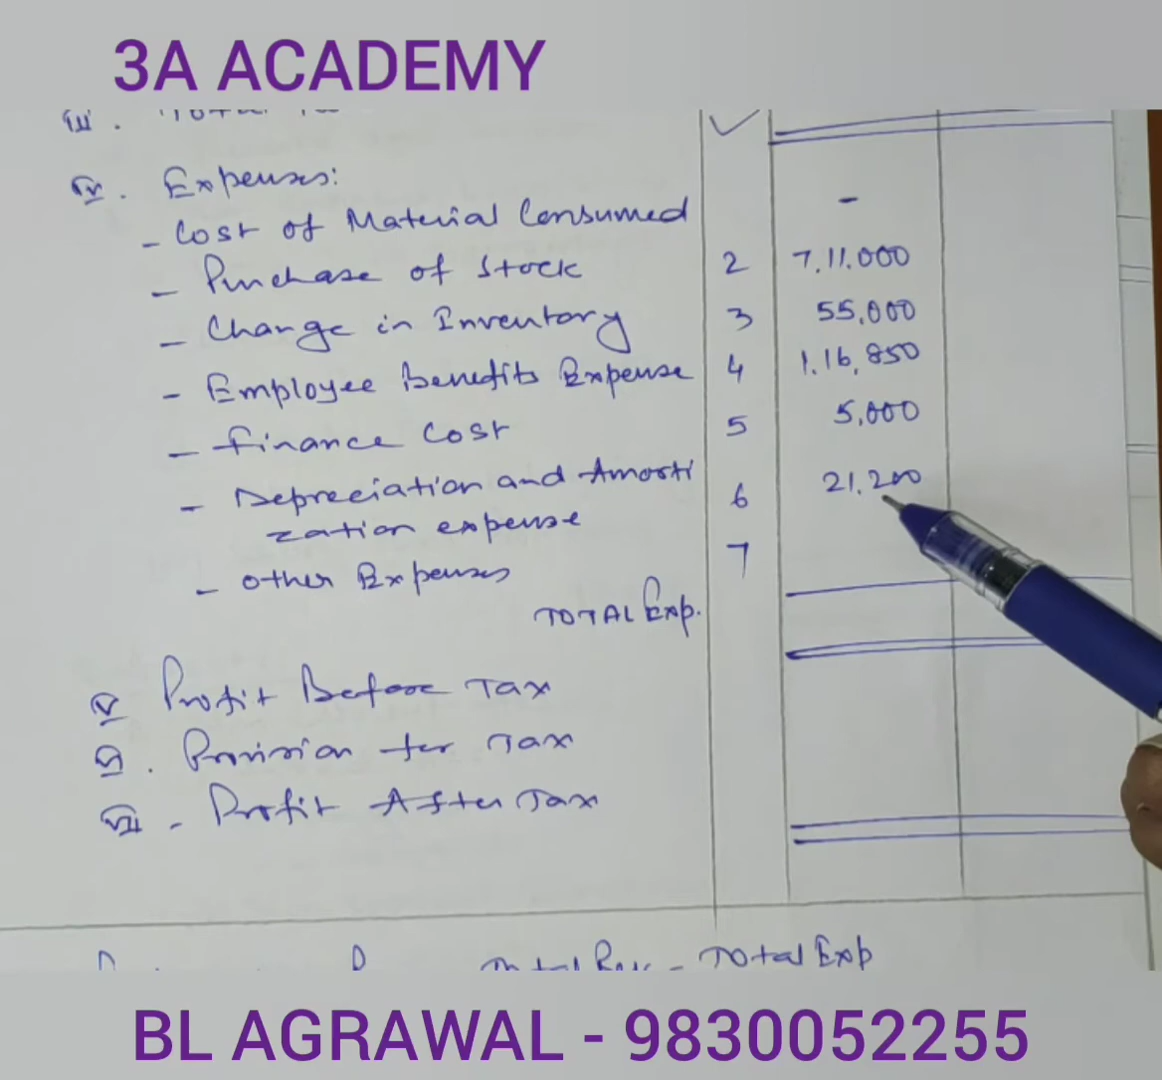 3A ACADEMY
III.
IV. Expenses:
- Cost of Material Consumed -
- Purchase of Stock 2 7,11,000
- Change in Inventory 3 55,000
- Employee Benefits Expense 4 1,16,850
- Finance Cost 5 5,000
- Depreciation and Amorti
zation expense 6 21,200
- Other Expenses 7
TOTAL Exp.
V Profit Before Tax
VI. Provision for Tax
VII - Profit After Tax
Total Rev - Total Exp
BL AGRAWAL - 9830052255